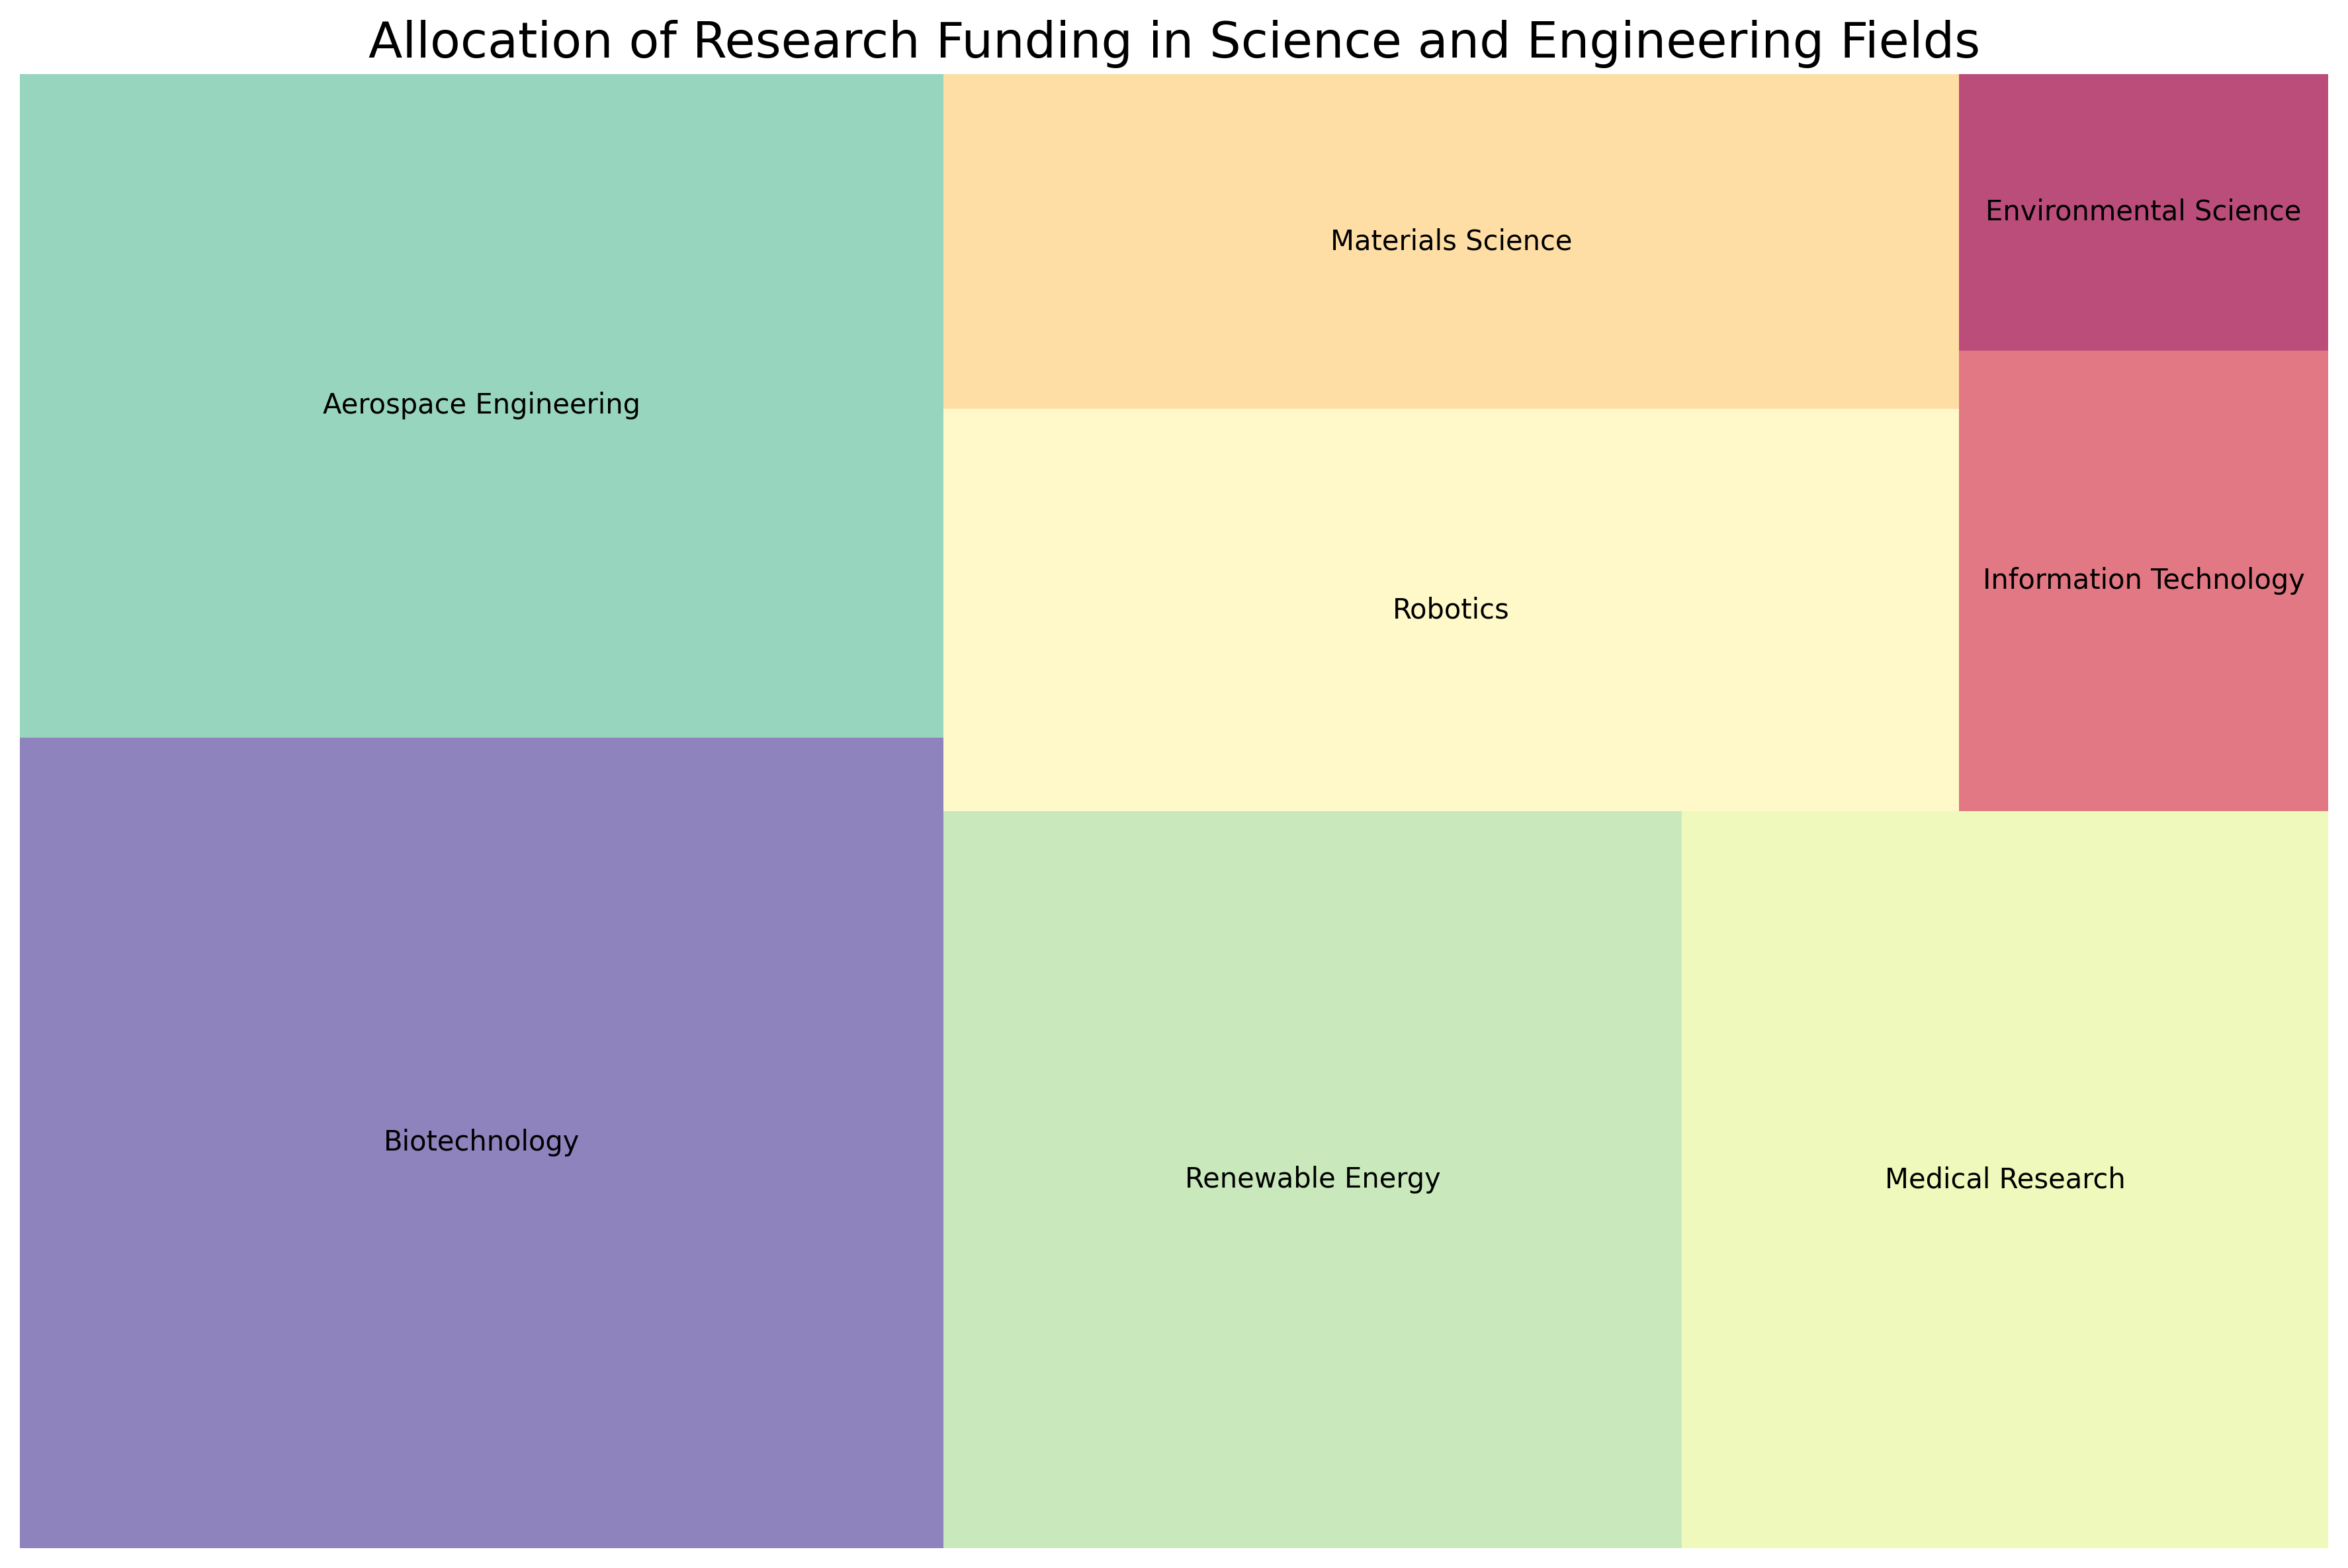 Allocation of Research Funding in Science and Engineering Fields
Environmental Science
Materials Science
Aerospace Engineering
Information Technology
Robotics
Biotechnology
Renewable Energy
Medical Research